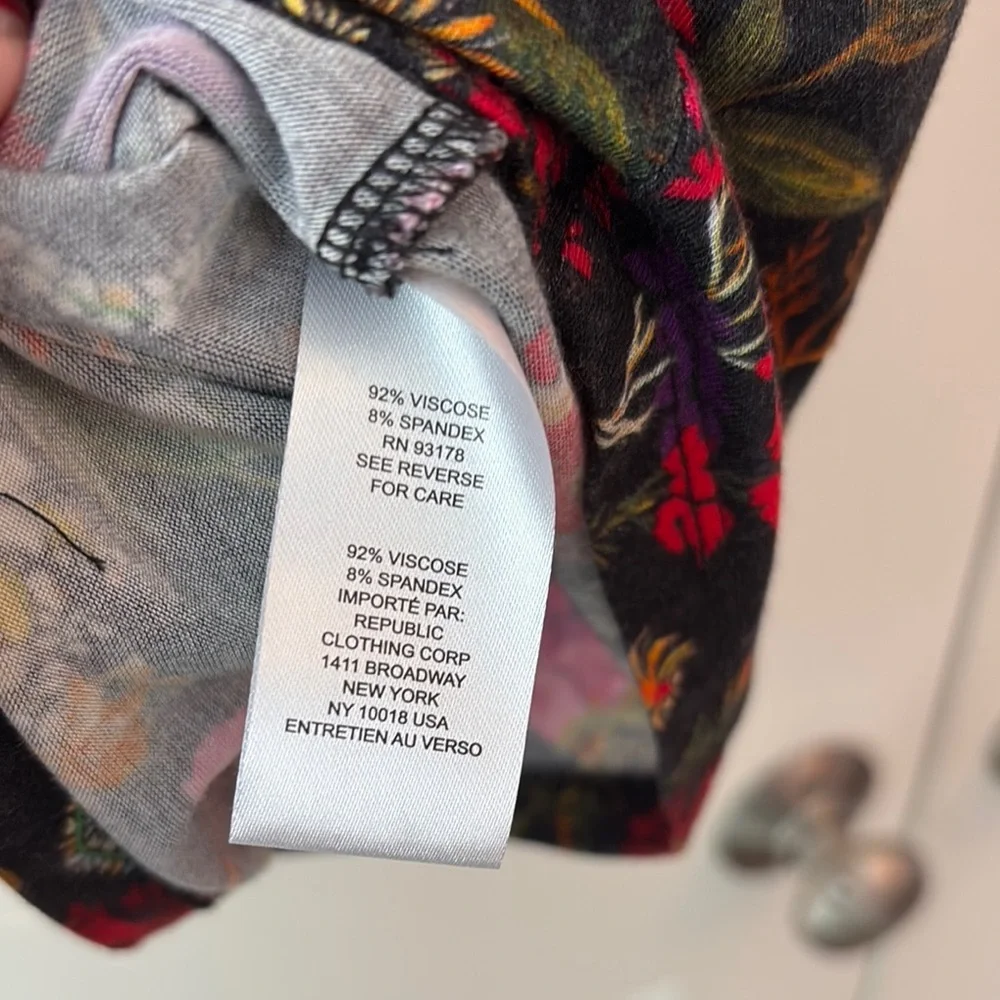 92% VISCOSE
8% SPANDEX
RN 93178
SEE REVERSE
FOR CARE
92% VISCOSE
8% SPANDEX
IMPORTÉ PAR:
REPUBLIC
CLOTHING CORP
1411 BROADWAY
NEW YORK
NY 10018 USA
ENTRETIEN AU VERSO